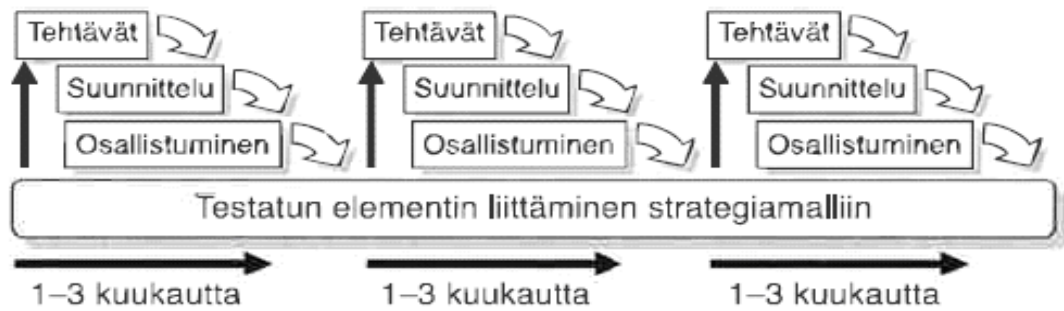 Tehtävät Tehtävät Tehtävät
Suunnittelu Suunnittelu Suunnittelu
Osallistuminen Osallistuminen Osallistuminen
Testatun elementin liittäminen strategiamalliin
1–3 kuukautta 1–3 kuukautta 1–3 kuukautta